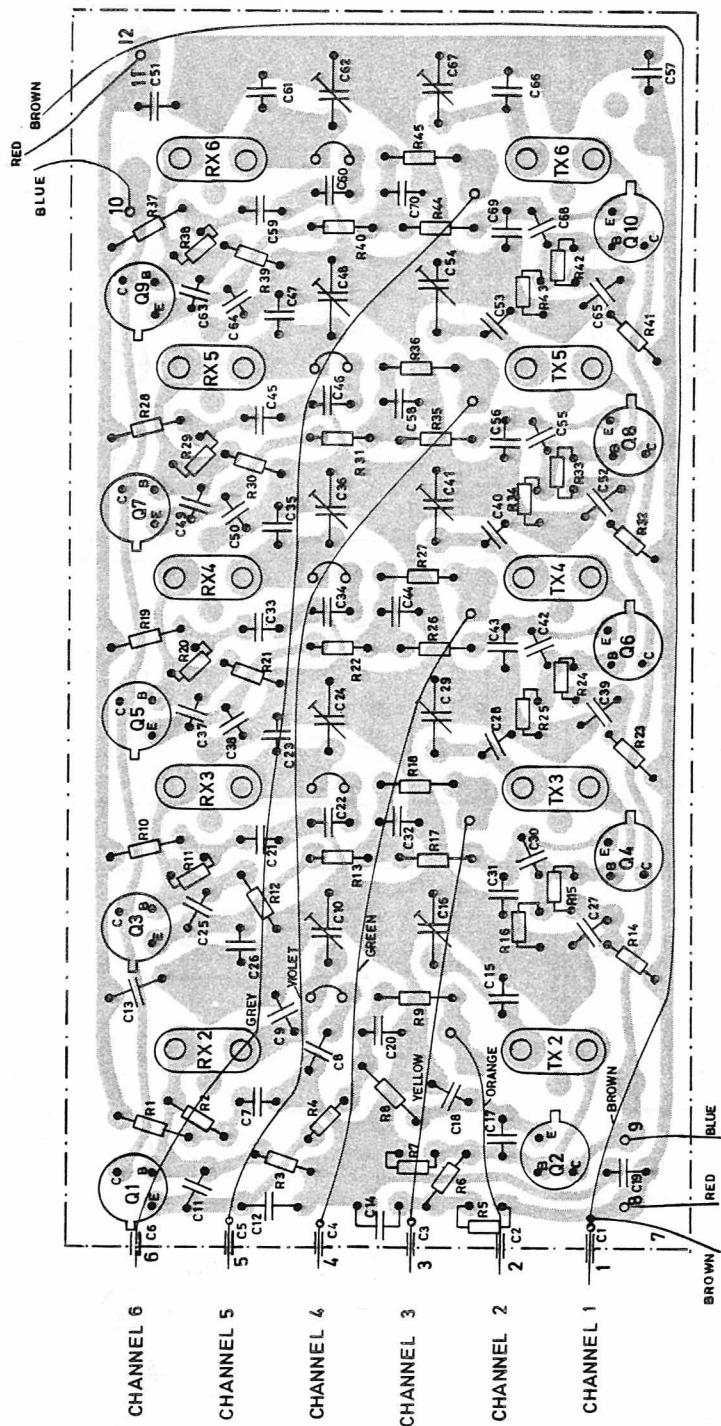 BROWN
RED
BLUE
12
11
C51
10
R37
R38
C61
C62
C67
C66
C57
RX6
R45
TX6
C60
C70
C59
R40
R44
C69
C68
Q10
E
B
C
Q9
C
B
E
R39
C63
C64
C47
C48
C54
C53
R43
R42
C65
R41
RX5
R36
TX5
R28
R29
C45
C46
C58
R30
R31
R35
C56
C55
Q8
E
B
C
Q7
C
B
E
C49
C50
C35
C36
C41
C40
R34
R33
C52
R32
RX4
R27
TX4
R19
R20
C33
C34
C44
R21
R22
R26
C43
C42
Q6
E
B
C
Q5
C
B
E
C37
C38
C23
C24
C29
C28
R25
R24
C39
R23
RX3
R18
TX3
R10
R11
C21
C22
C32
R12
R13
R17
C31
C30
Q4
B
E
C
Q3
C
B
E
C25
C26
C10
C16
R16
R15
C27
R14
C13
VIOLET
GREEN
GREY
C9
C15
R9
RX2
C8
C20
TX2
YELLOW
ORANGE
BROWN
R1
R2
C7
R4
R8
C18
C17
Q2
E
B
C
9
BLUE
Q1
C
B
E
C11
R3
C12
C14
R7
R6
R5
C19
8
RED
C6
C5
C4
C3
C2
C1
6
5
4
3
2
1
7
BROWN
CHANNEL 6
CHANNEL 5
CHANNEL 4
CHANNEL 3
CHANNEL 2
CHANNEL 1